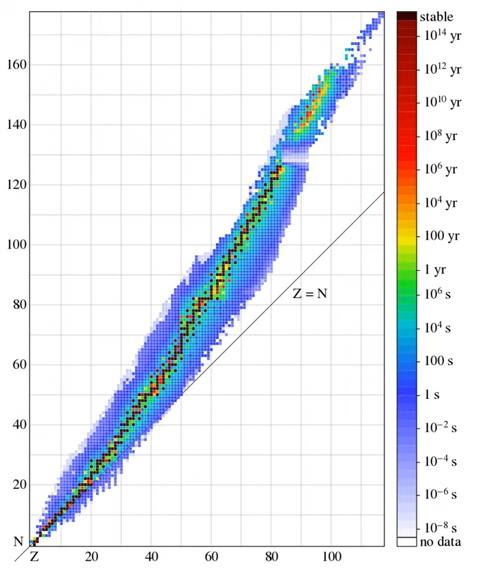 stable
10¹⁴ yr
160
10¹² yr
10¹⁰ yr
140
10⁸ yr
10⁶ yr
120
10⁴ yr
100 yr
100
1 yr
Z = N
10⁶ s
80
10⁴ s
100 s
60
1 s
40
10⁻² s
10⁻⁴ s
20
10⁻⁶ s
10⁻⁸ s
N
no data
Z 20 40 60 80 100